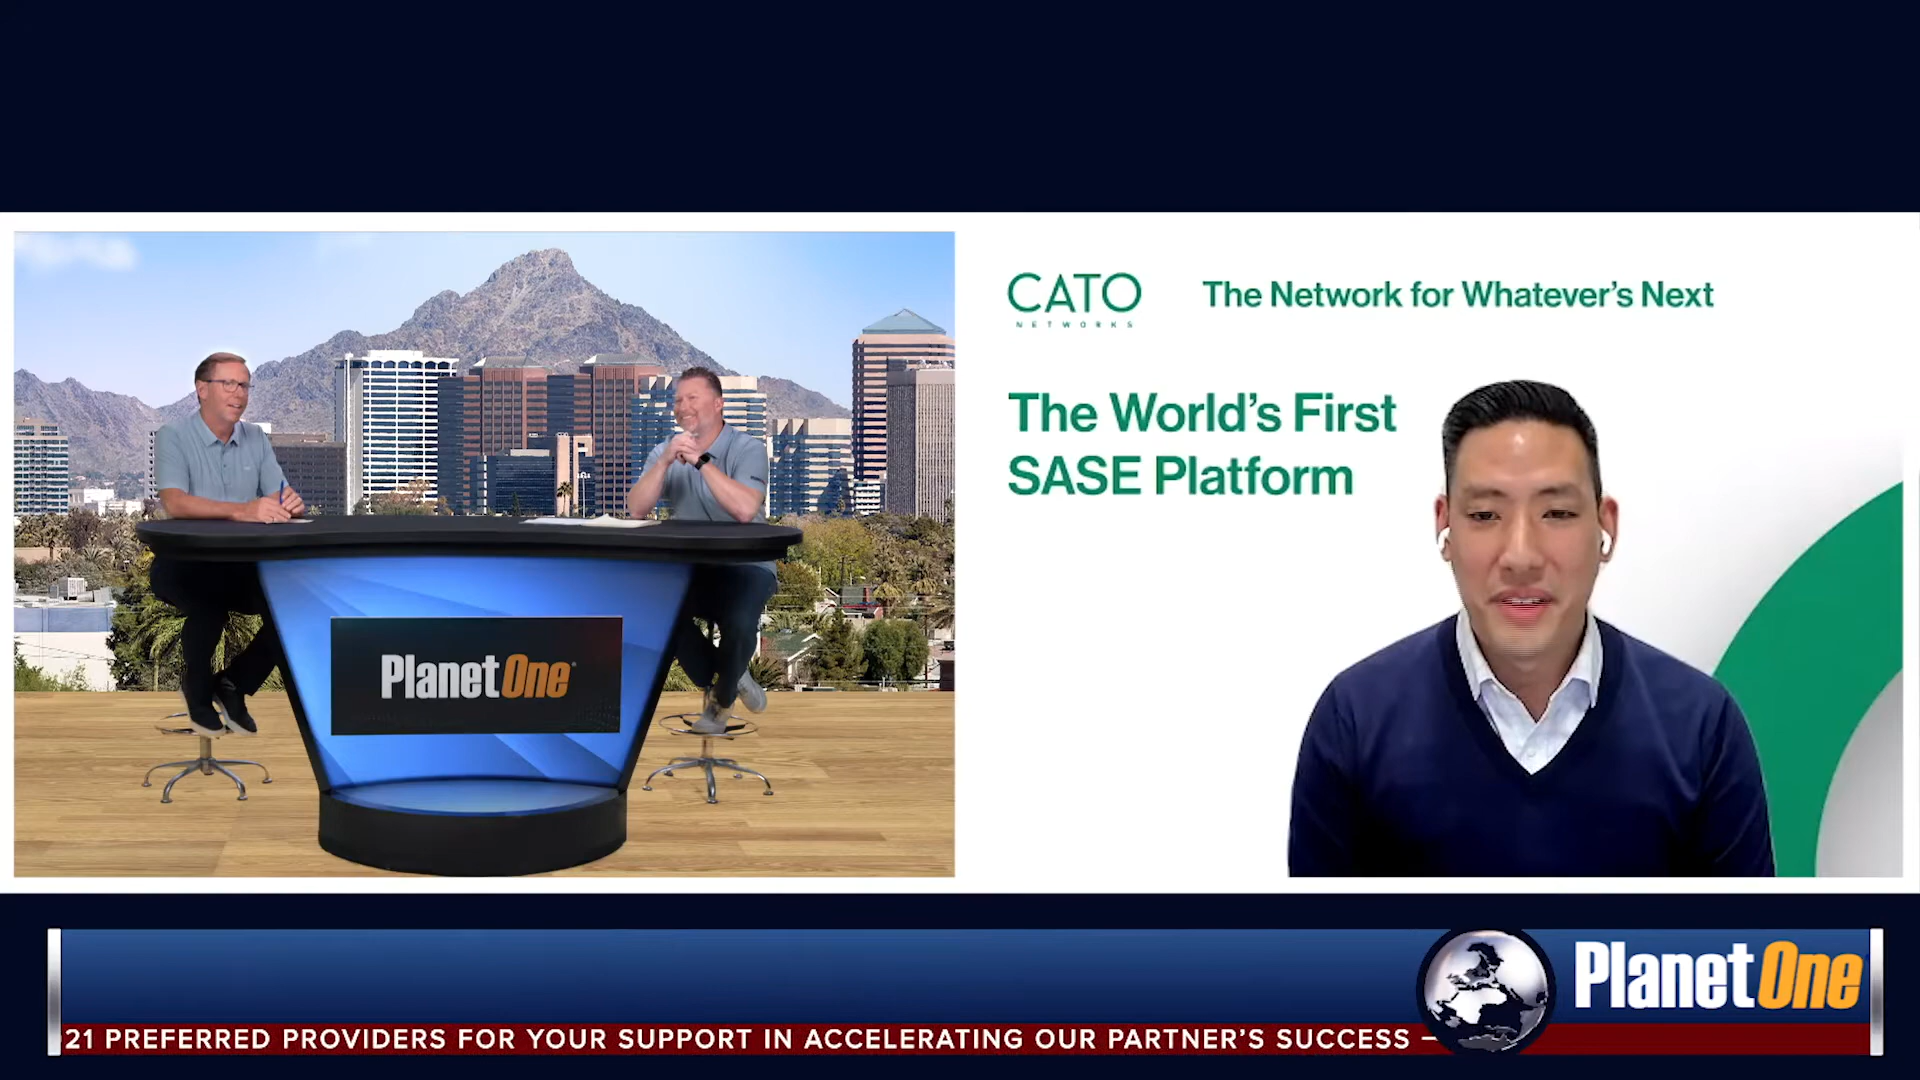 CATO
NETWORKS
The Network for Whatever's Next
The World's First
SASE Platform
PlanetOne
PlanetOne
21 PREFERRED PROVIDERS FOR YOUR SUPPORT IN ACCELERATING OUR PARTNER'S SUCCESS –